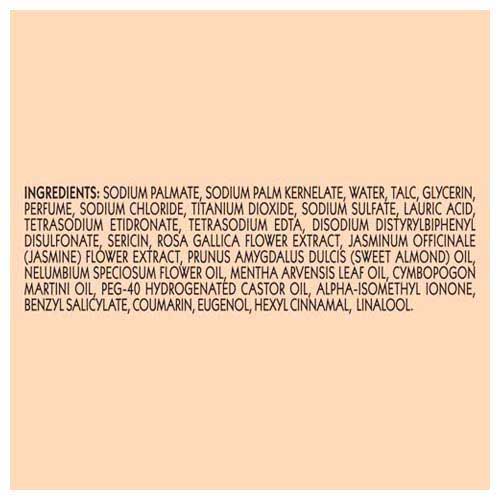 INGREDIENTS: SODIUM PALMATE, SODIUM PALM KERNELATE, WATER, TALC, GLYCERIN,
PERFUME, SODIUM CHLORIDE, TITANIUM DIOXIDE, SODIUM SULFATE, LAURIC ACID,
TETRASODIUM ETIDRONATE, TETRASODIUM EDTA, DISODIUM DISTYRYLBIPHENYL
DISULFONATE, SERICIN, ROSA GALLICA FLOWER EXTRACT, JASMINUM OFFICINALE
(JASMINE) FLOWER EXTRACT, PRUNUS AMYGDALUS DULCIS (SWEET ALMOND) OIL,
NELUMBIUM SPECIOSUM FLOWER OIL, MENTHA ARVENSIS LEAF OIL, CYMBOPOGON
MARTINI OIL, PEG-40 HYDROGENATED CASTOR OIL, ALPHA-ISOMETHYL IONONE,
BENZYL SALICYLATE, COUMARIN, EUGENOL, HEXYL CINNAMAL, LINALOOL.